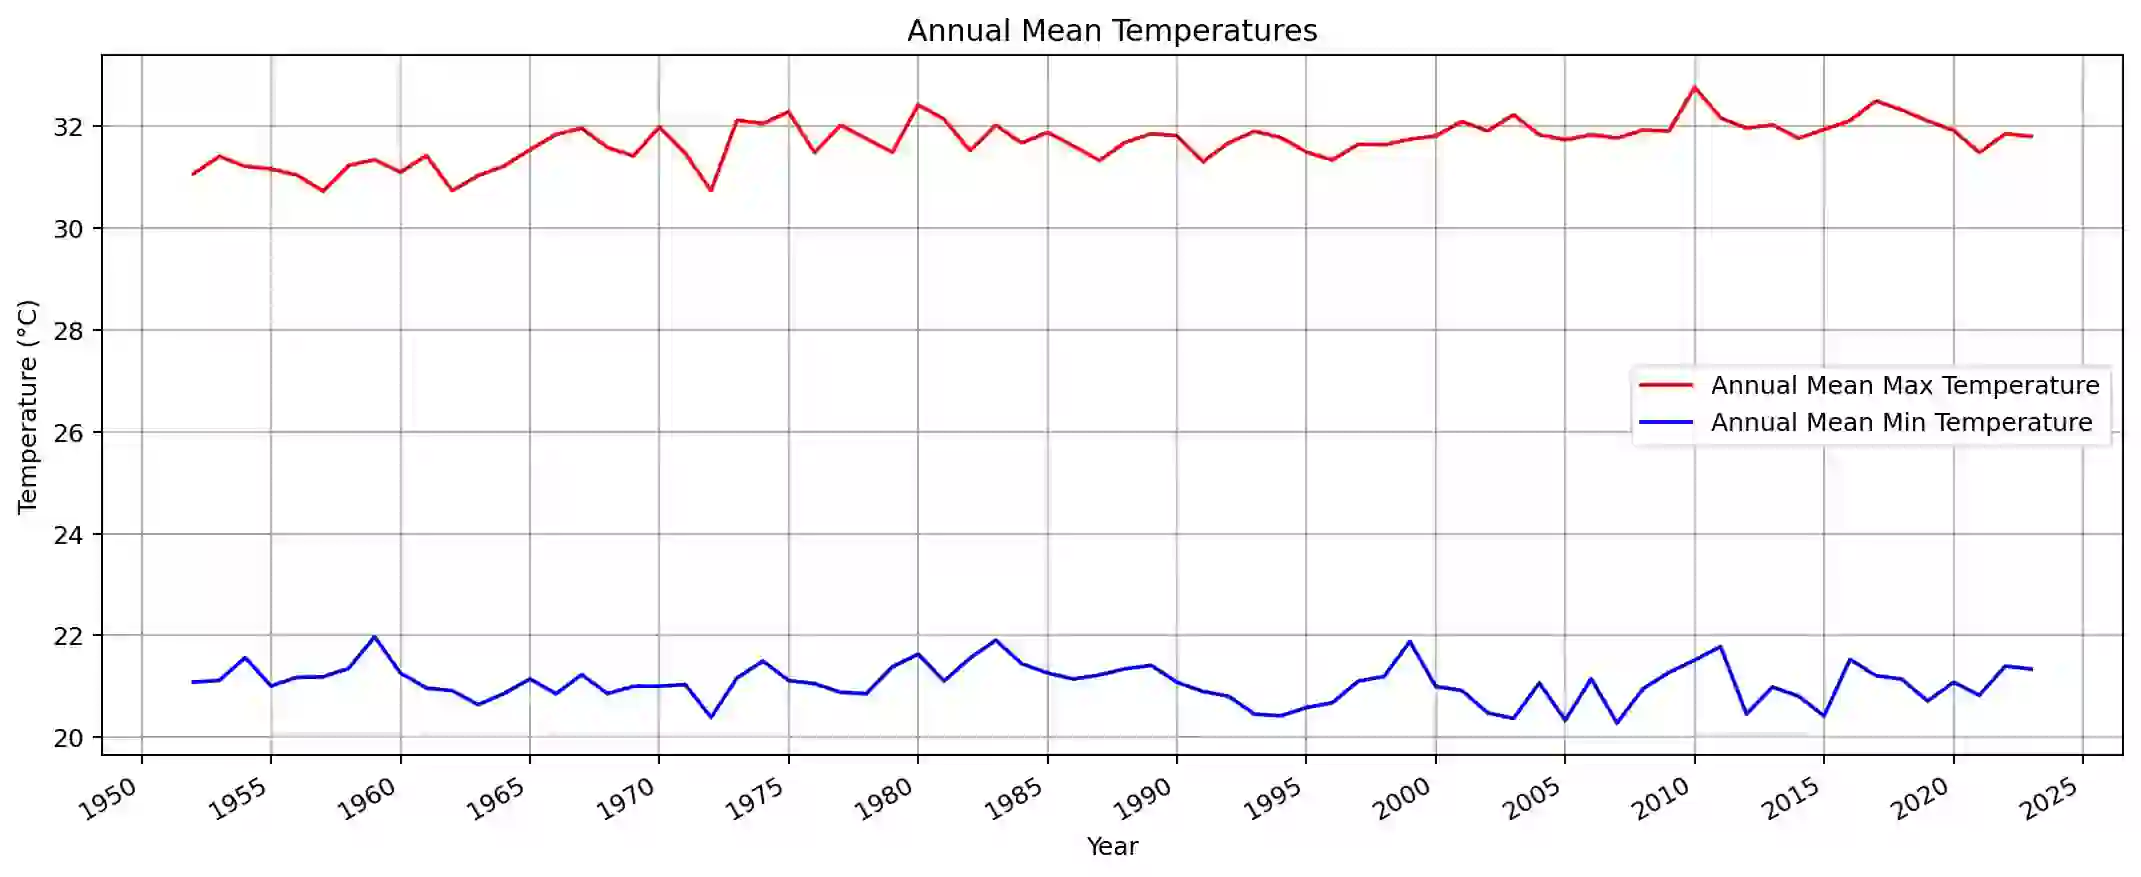 Annual Mean Temperatures
32
30
28
26
24
22
20
Temperature (°C)
Annual Mean Max Temperature
Annual Mean Min Temperature
1950 1955 1960 1965 1970 1975 1980 1985 1990 1995 2000 2005 2010 2015 2020 2025
Year